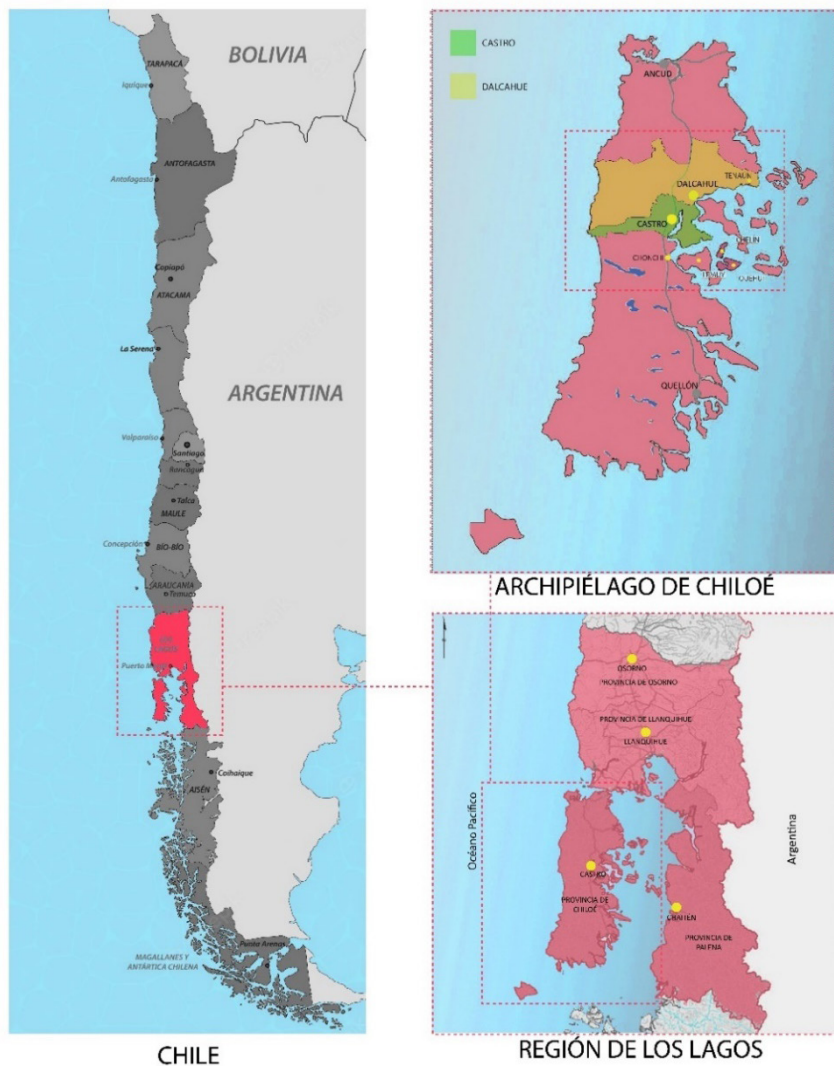 BOLIVIA
TARAPACÁ
Iquique
ANTOFAGASTA
Antofagasta
Copiapó
ATACAMA
La Serena
ARGENTINA
Valparaíso
Santiago
Rancagua
Talca
MAULE
Concepción
BÍO-BÍO
ARAUCANÍA
Temuco
Puerto Montt
Coihaique
AISÉN
Punta Arenas
MAGALLANES Y
ANTÁRTICA CHILENA
CHILE
CASTRO
DALCAHUE
ANCUD
TENAUN
DALCAHUE
CASTRO
CHELIN
CHONCHI
QUEHU
QUELLÓN
ARCHIPIÉLAGO DE CHILOÉ
OSORNO
PROVINCIA DE OSORNO
PROVINCIA DE LLANQUIHUE
LLANQUIHUE
Océano Pacífico
Argentina
CASTRO
PROVINCIA DE
CHILOÉ
CHAITÉN
PROVINCIA DE
PALENA
REGIÓN DE LOS LAGOS